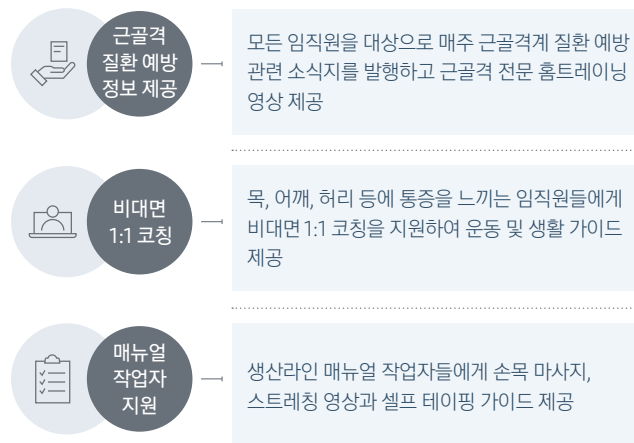 근골격
질환 예방
정보 제공
모든 임직원을 대상으로 매주 근골격계 질환 예방
관련 소식지를 발행하고 근골격 전문 홈트레이닝
영상 제공
비대면
1:1 코칭
목, 어깨, 허리 등에 통증을 느끼는 임직원들에게
비대면 1:1 코칭을 지원하여 운동 및 생활 가이드
제공
매뉴얼
작업자
지원
생산라인 매뉴얼 작업자들에게 손목 마사지,
스트레칭 영상과 셀프 테이핑 가이드 제공